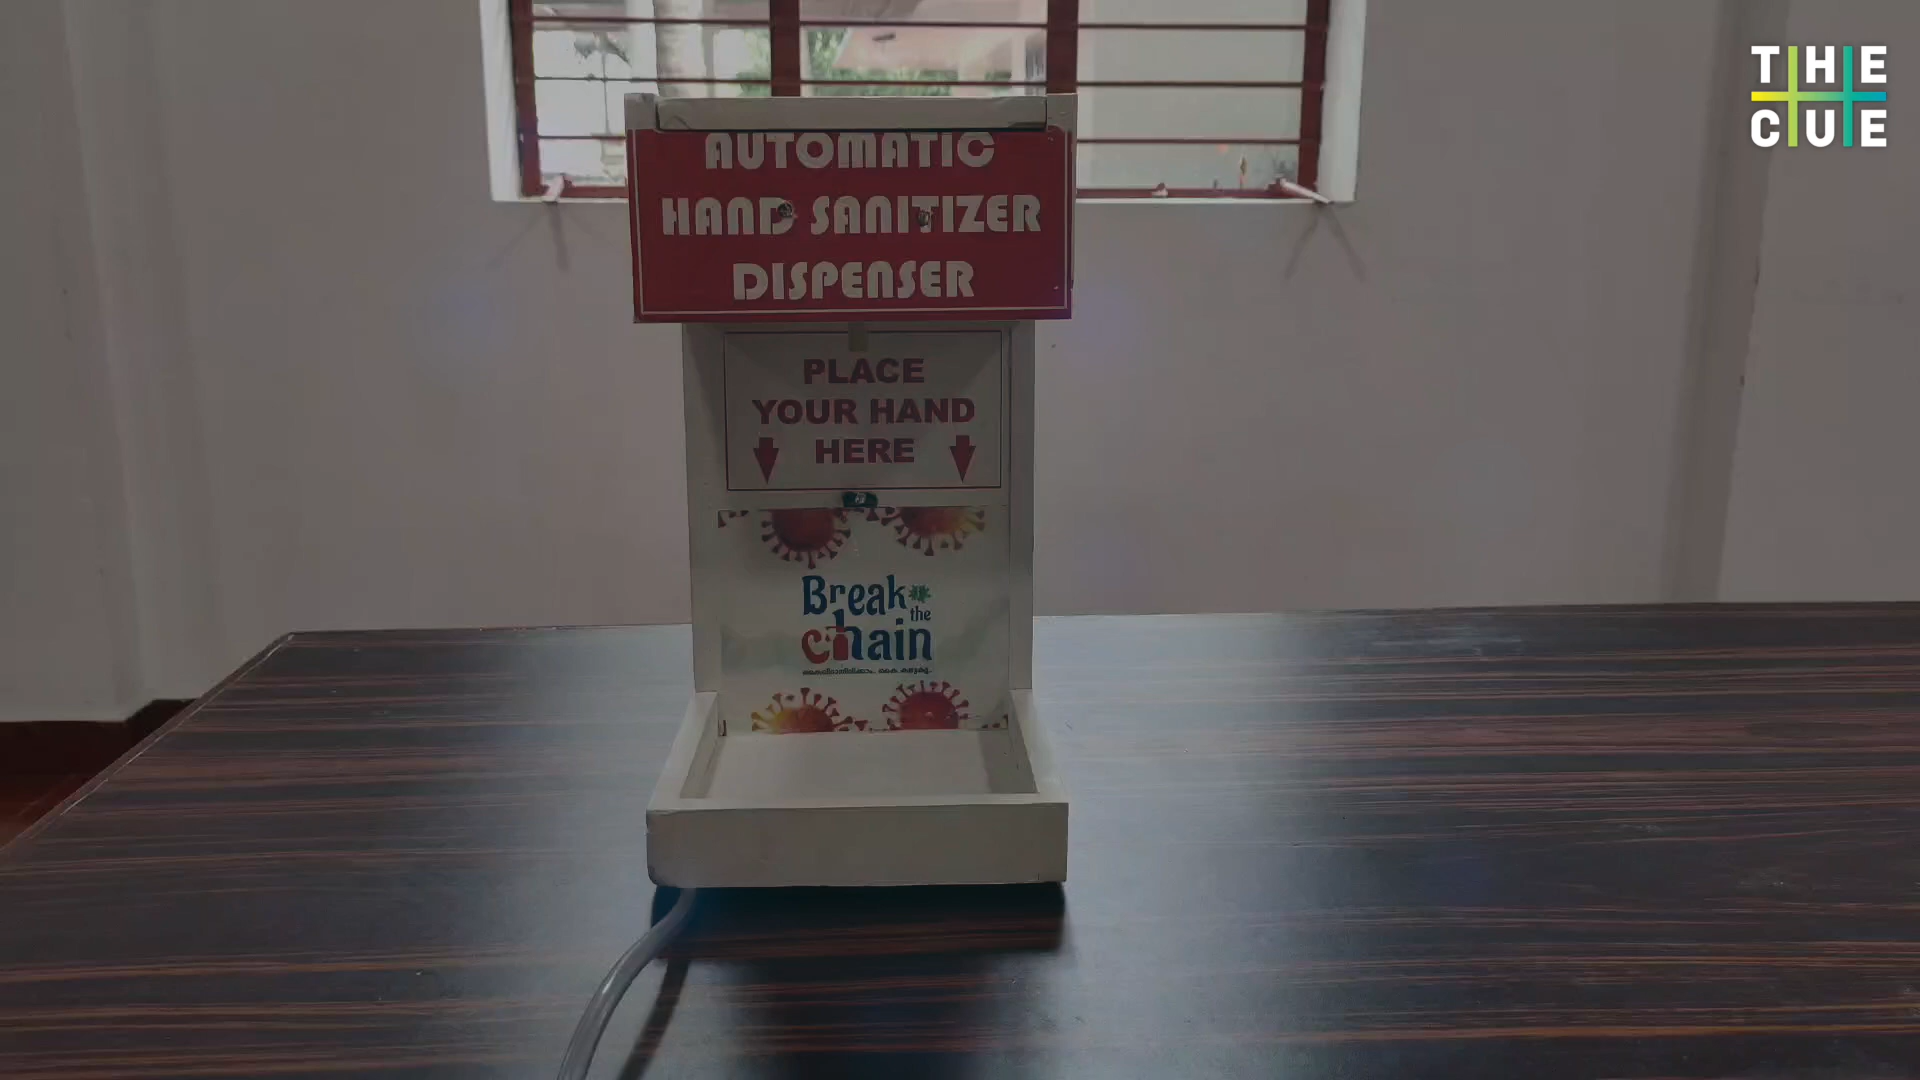 THE
CUE
AUTOMATIC
HAND SANITIZER
DISPENSER
PLACE
YOUR HAND
HERE
Break
the
chain